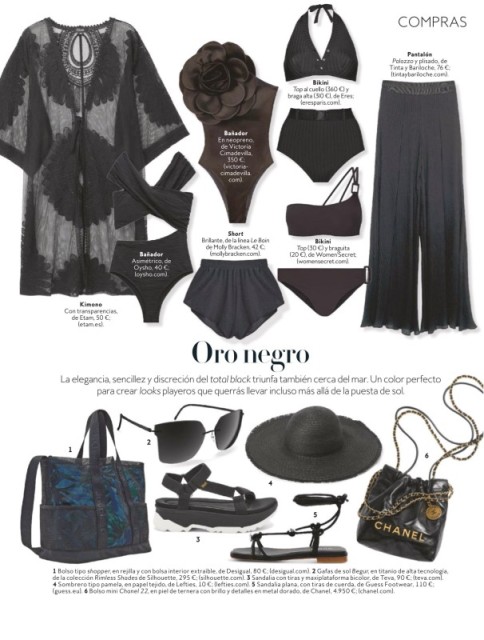 COMPRAS
Pantalón
Palazzo y plisado, de
Tinta y Bariloche, 76 €;
(tintaybariloche.com).
Bikini
Top al cuello (360 €) y
braga alta (310 €), de Eres;
(eresparis.com).
Bañador
En neopreno,
de Victoria
Cimadevilla,
350 €;
(victoria-
cimadevilla.
com).
Bañador
Asimétrico, de
Oysho, 40 €;
(oysho.com)
Short
Brillante, de la línea Le Bain
de Molly Bracken, 42 €;
(mollybracken.com).
Bikini
Top (30 €) y braguita
(20 €), de Women'Secret;
(womensecret.com).
Kimono
Con transparencias,
de Etam, 50 €;
(etam.es).
Oro negro
La elegancia, sencillez y discreción del total black triunfa también cerca del mar. Un color perfecto
para crear looks playeros que querrás llevar incluso más allá de la puesta de sol.
1
2
3
4
5
6
CHANEL
1 Bolso tipo shopper, en rejilla y con bolsa interior extraíble, de Desigual, 80 €; (desigual.com). 2 Gafas de sol Begur, en titanio de alta tecnología,
de la colección Rimless Shades de Silhouette, 295 €; (silhouette.com). 3 Sandalia con tiras y maxiplataforma bicolor, de Teva, 90 €; (teva.com).
4 Sombrero tipo pamela, en papel tejido, de Lefties, 10 €; (lefties.com). 5 Sandalia plana, con tiras de cuerda, de Guess Footwear, 110 €;
(guess.eu). 6 Bolso mini Chanel 22, en piel de ternera con brillo y detalles en metal dorado, de Chanel, 4.950 €; (chanel.com).